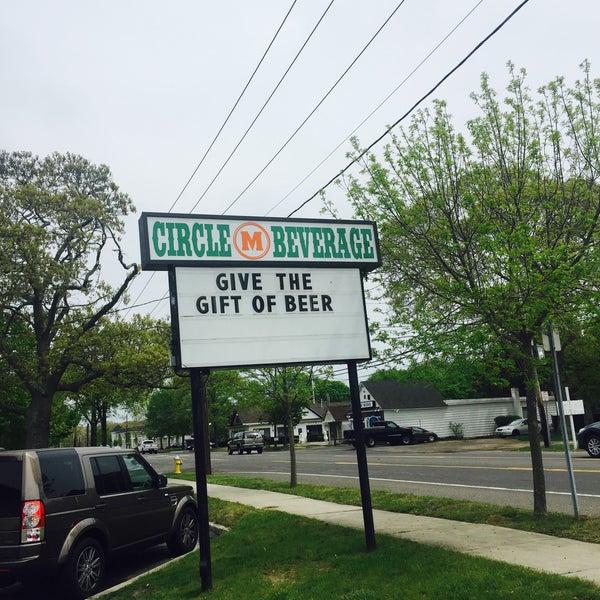 CIRCLE M BEVERAGE
GIVE THE
GIFT OF BEER